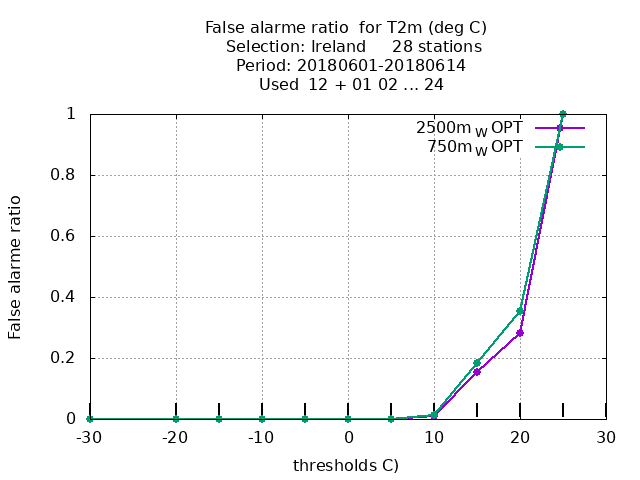 False alarme ratio  for T2m (deg C)
Selection: Ireland     28 stations
Period: 20180601-20180614
Used  12 + 01 02 ... 24
1
0.8
0.6
0.4
0.2
0
False alarme ratio
2500m W OPT
750m W OPT
-30 -20 -10 0 10 20 30
thresholds C)